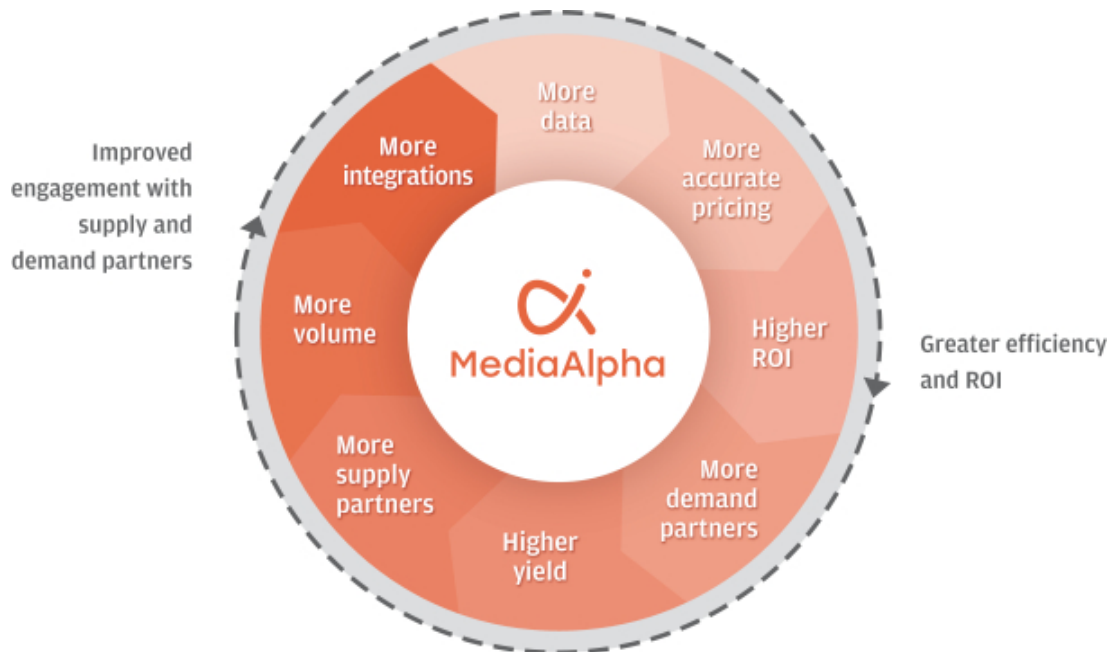 More
data
More
accurate
pricing
Higher
ROI
More
demand
partners
Higher
yield
More
supply
partners
More
volume
More
integrations
MediaAlpha
Improved
engagement with
supply and
demand partners
Greater efficiency
and ROI